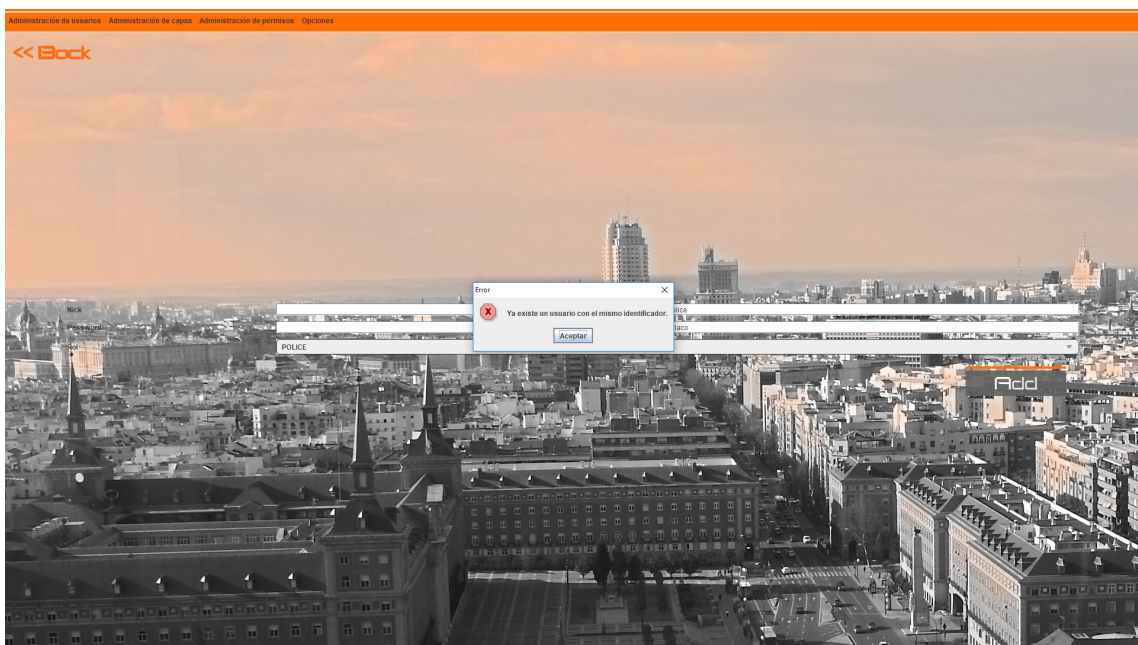 Administración de usuarios Administración de capas Administración de permisos Opciones
<< Back
Error
Ya existe un usuario con el mismo identificador.
Aceptar
Nick
Password
POLICE
Add